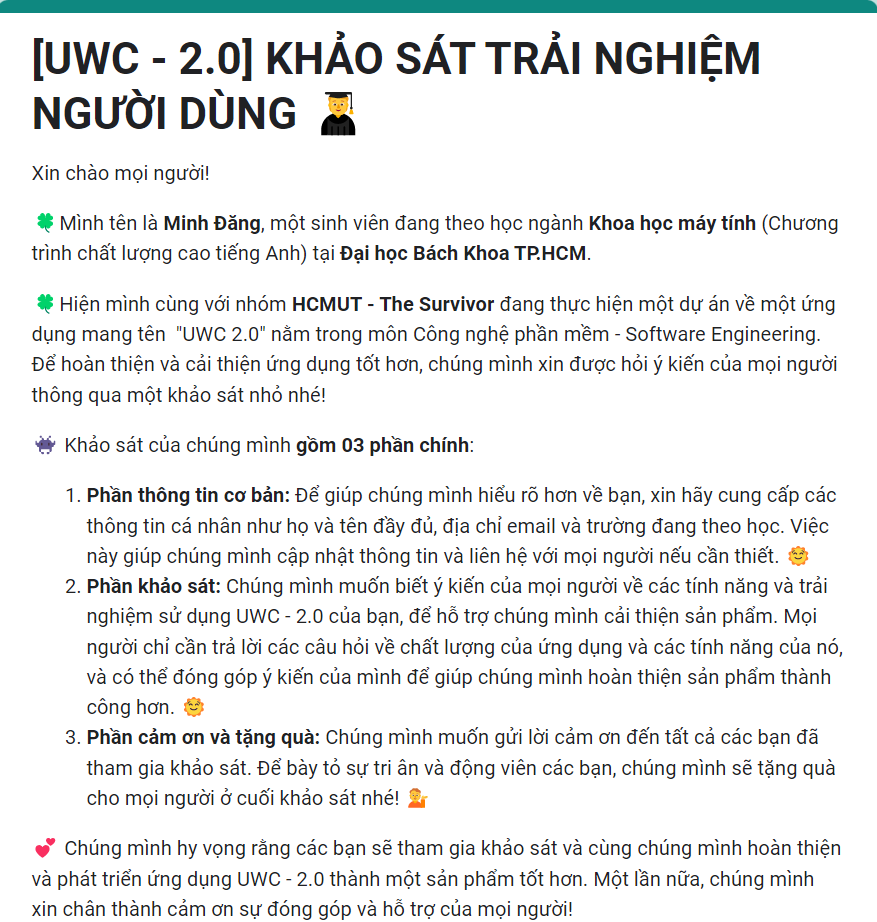 [UWC - 2.0] KHẢO SÁT TRẢI NGHIỆM
NGƯỜI DÙNG 👨‍🎓
Xin chào mọi người!
🍀Mình tên là Minh Đăng, một sinh viên đang theo học ngành Khoa học máy tính (Chương
trình chất lượng cao tiếng Anh) tại Đại học Bách Khoa TP.HCM.
🍀Hiện mình cùng với nhóm HCMUT - The Survivor đang thực hiện một dự án về một ứng
dụng mang tên "UWC 2.0" nằm trong môn Công nghệ phần mềm - Software Engineering.
Để hoàn thiện và cải thiện ứng dụng tốt hơn, chúng mình xin được hỏi ý kiến của mọi người
thông qua một khảo sát nhỏ nhé!
👾 Khảo sát của chúng mình gồm 03 phần chính:
1. Phần thông tin cơ bản: Để giúp chúng mình hiểu rõ hơn về bạn, xin hãy cung cấp các
thông tin cá nhân như họ và tên đầy đủ, địa chỉ email và trường đang theo học. Việc
này giúp chúng mình cập nhật thông tin và liên hệ với mọi người nếu cần thiết. 🌞
2. Phần khảo sát: Chúng mình muốn biết ý kiến của mọi người về các tính năng và trải
nghiệm sử dụng UWC - 2.0 của bạn, để hỗ trợ chúng mình cải thiện sản phẩm. Mọi
người chỉ cần trả lời các câu hỏi về chất lượng của ứng dụng và các tính năng của nó,
và có thể đóng góp ý kiến của mình để giúp chúng mình hoàn thiện sản phẩm thành
công hơn. 🌞
3. Phần cảm ơn và tặng quà: Chúng mình muốn gửi lời cảm ơn đến tất cả các bạn đã
tham gia khảo sát. Để bày tỏ sự tri ân và động viên các bạn, chúng mình sẽ tặng quà
cho mọi người ở cuối khảo sát nhé! 💁
💕 Chúng mình hy vọng rằng các bạn sẽ tham gia khảo sát và cùng chúng mình hoàn thiện
và phát triển ứng dụng UWC - 2.0 thành một sản phẩm tốt hơn. Một lần nữa, chúng mình
xin chân thành cảm ơn sự đóng góp và hỗ trợ của mọi người!